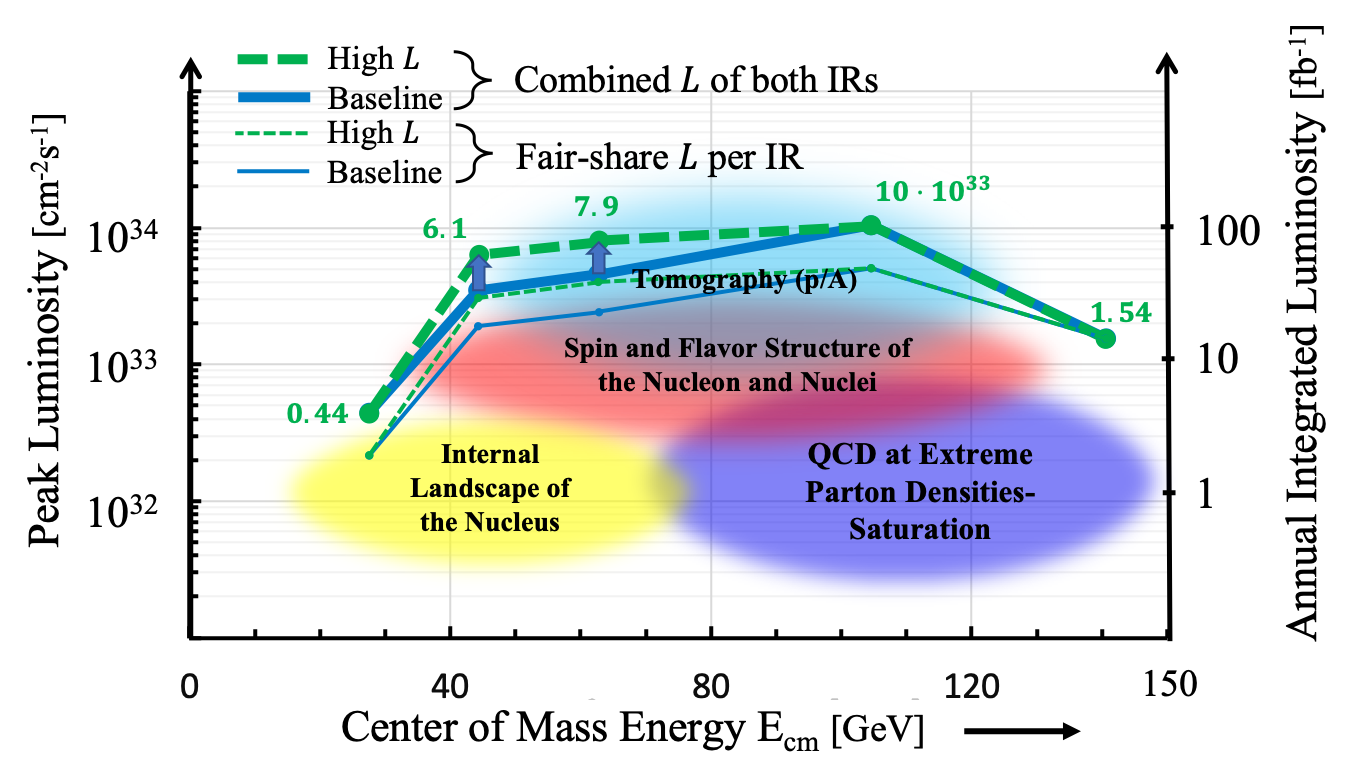 High L
Baseline
Combined L of both IRs
High L
Baseline
Fair-share L per IR
Peak Luminosity [cm⁻²s⁻¹]
10³⁴
10³³
10³²
Annual Integrated Luminosity [fb⁻¹]
100
10
1
0.44
6.1
7.9
10 · 10³³
1.54
Tomography (p/A)
Spin and Flavor Structure of
the Nucleon and Nuclei
Internal
Landscape of
the Nucleus
QCD at Extreme
Parton Densities-
Saturation
0 40 80 120 150
Center of Mass Energy E_cm [GeV]